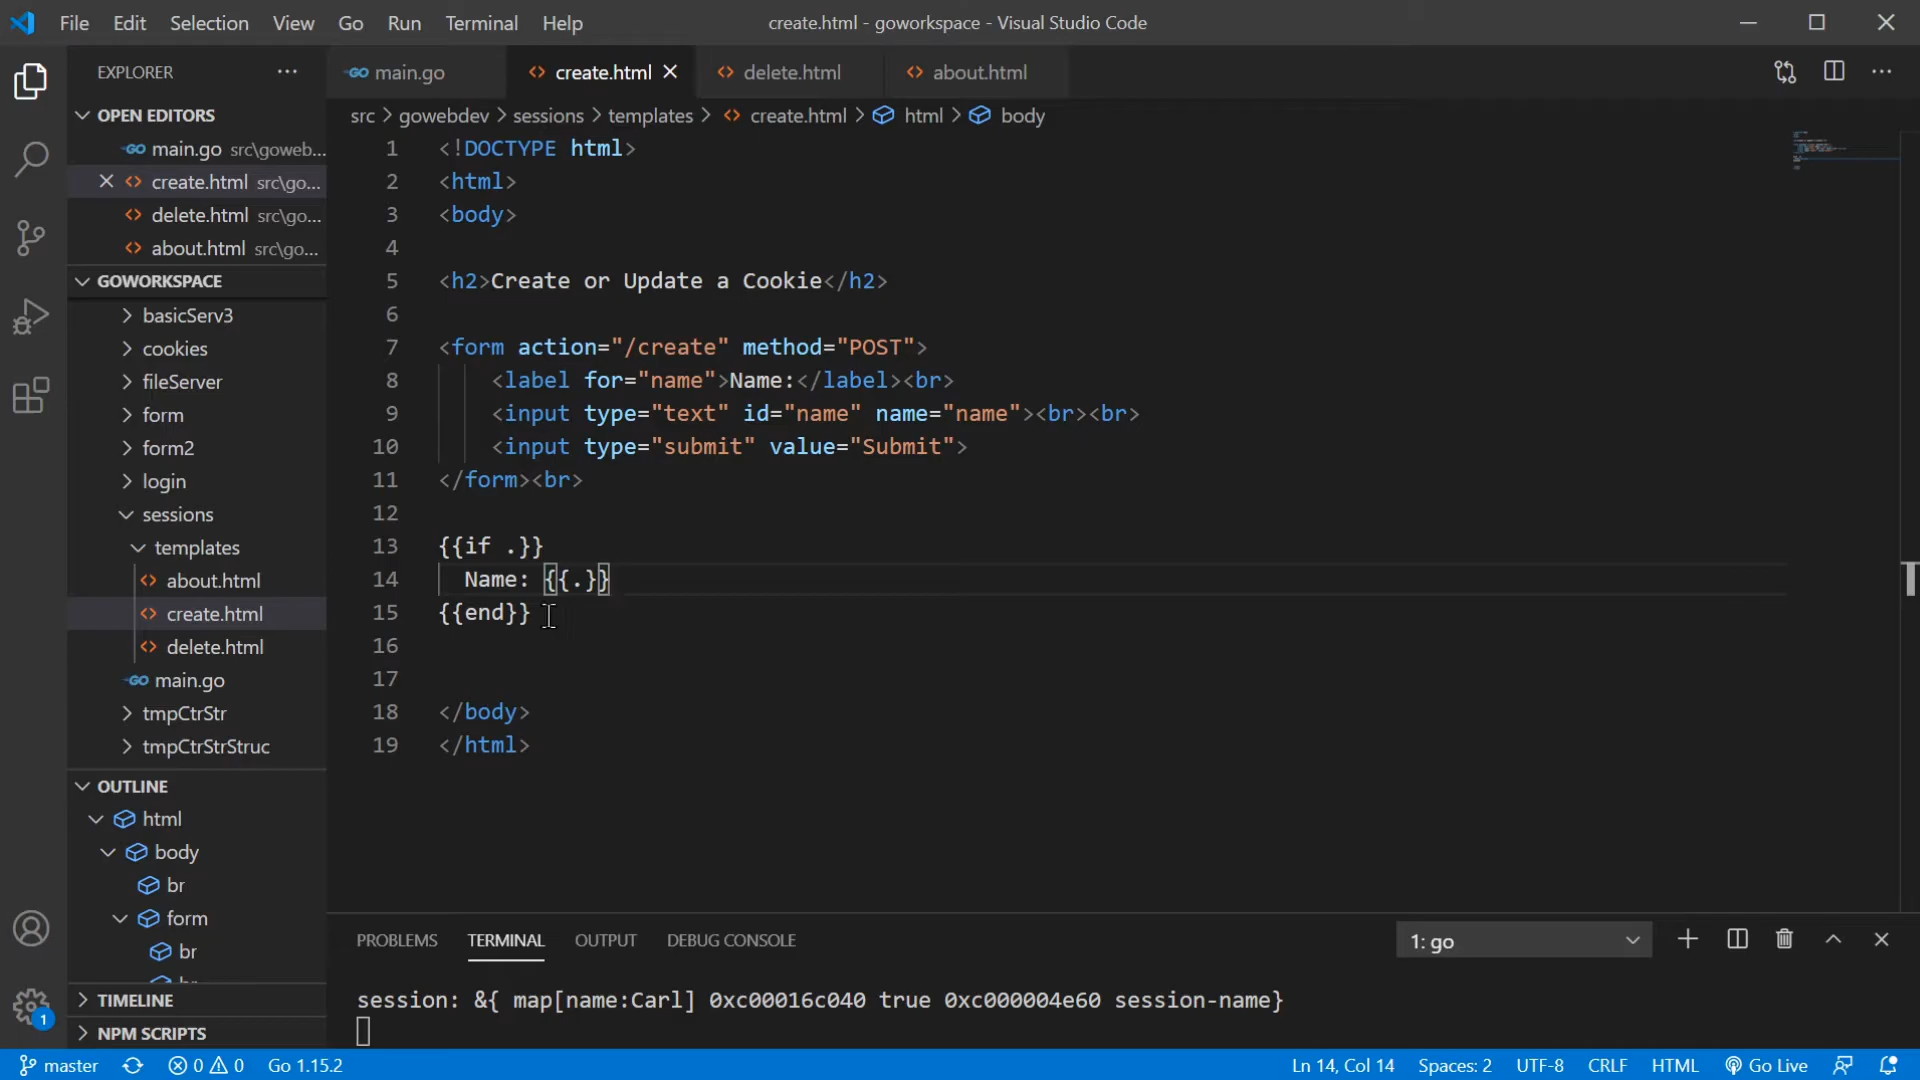 File Edit Selection View Go Run Terminal Help
create.html - goworkspace - Visual Studio Code
EXPLORER
main.go
create.html
delete.html
about.html
OPEN EDITORS
main.go src\goweb...
create.html src\go...
delete.html src\go...
about.html src\go...
GOWORKSPACE
basicServ3
cookies
fileServer
form
form2
login
sessions
templates
about.html
create.html
delete.html
main.go
tmpCtrStr
tmpCtrStrStruc
OUTLINE
html
body
br
form
br
TIMELINE
NPM SCRIPTS
src > gowebdev > sessions > templates > create.html > html > body
1 <!DOCTYPE html>
2 <html>
3 <body>
4
5 <h2>Create or Update a Cookie</h2>
6
7 <form action="/create" method="POST">
8 <label for="name">Name:</label><br>
9 <input type="text" id="name" name="name"><br><br>
10 <input type="submit" value="Submit">
11 </form><br>
12
13 {{if .}}
14 Name: {{.}}
15 {{end}}
16
17
18 </body>
19 </html>
PROBLEMS TERMINAL OUTPUT DEBUG CONSOLE
1: go
session: &{ map[name:Carl] 0xc00016c040 true 0xc000004e60 session-name}
1
master 0 0 Go 1.15.2
Ln 14, Col 14 Spaces: 2 UTF-8 CRLF HTML Go Live